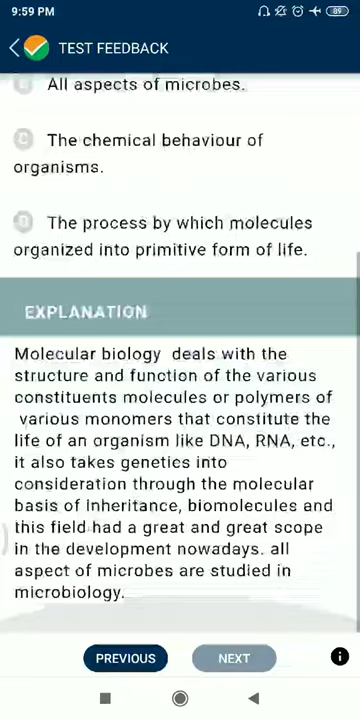 9:59 PM
89
TEST FEEDBACK
All aspects of microbes.
The chemical behaviour of
organisms.
D The process by which molecules
organized into primitive form of life.
EXPLANATION
Molecular biology deals with the
structure and function of the various
constituents molecules or polymers of
various monomers that constitute the
life of an organism like DNA, RNA, etc.,
it also takes genetics into
consideration through the molecular
basis of inheritance, biomolecules and
this field had a great and great scope
in the development nowadays. all
aspect of microbes are studied in
microbiology.
PREVIOUS
NEXT